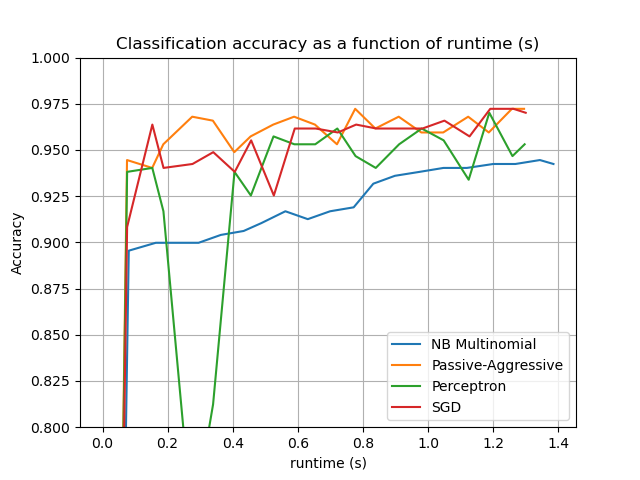 Classification accuracy as a function of runtime (s)
1.000
0.975
0.950
0.925
0.900
0.875
0.850
0.825
0.800
Accuracy
NB Multinomial
Passive-Aggressive
Perceptron
SGD
0.0 0.2 0.4 0.6 0.8 1.0 1.2 1.4
runtime (s)